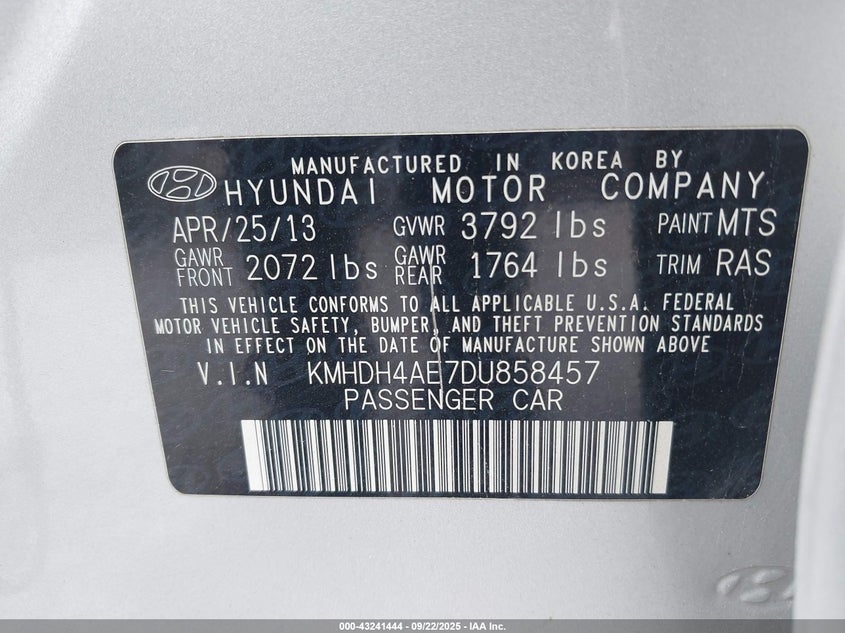 MANUFACTURED IN KOREA BY
HYUNDAI MOTOR COMPANY
APR/25/13 GVWR 3792 lbs PAINT MTS
GAWR FRONT 2072 lbs GAWR REAR 1764 lbs TRIM RAS
THIS VEHICLE CONFORMS TO ALL APPLICABLE U.S.A. FEDERAL
MOTOR VEHICLE SAFETY, BUMPER, AND THEFT PREVENTION STANDARDS
IN EFFECT ON THE DATE OF MANUFACTURE SHOWN ABOVE
V.I.N KMHDH4AE7DU858457
PASSENGER CAR
000-43241444 - 09/22/2025 - IAA Inc.